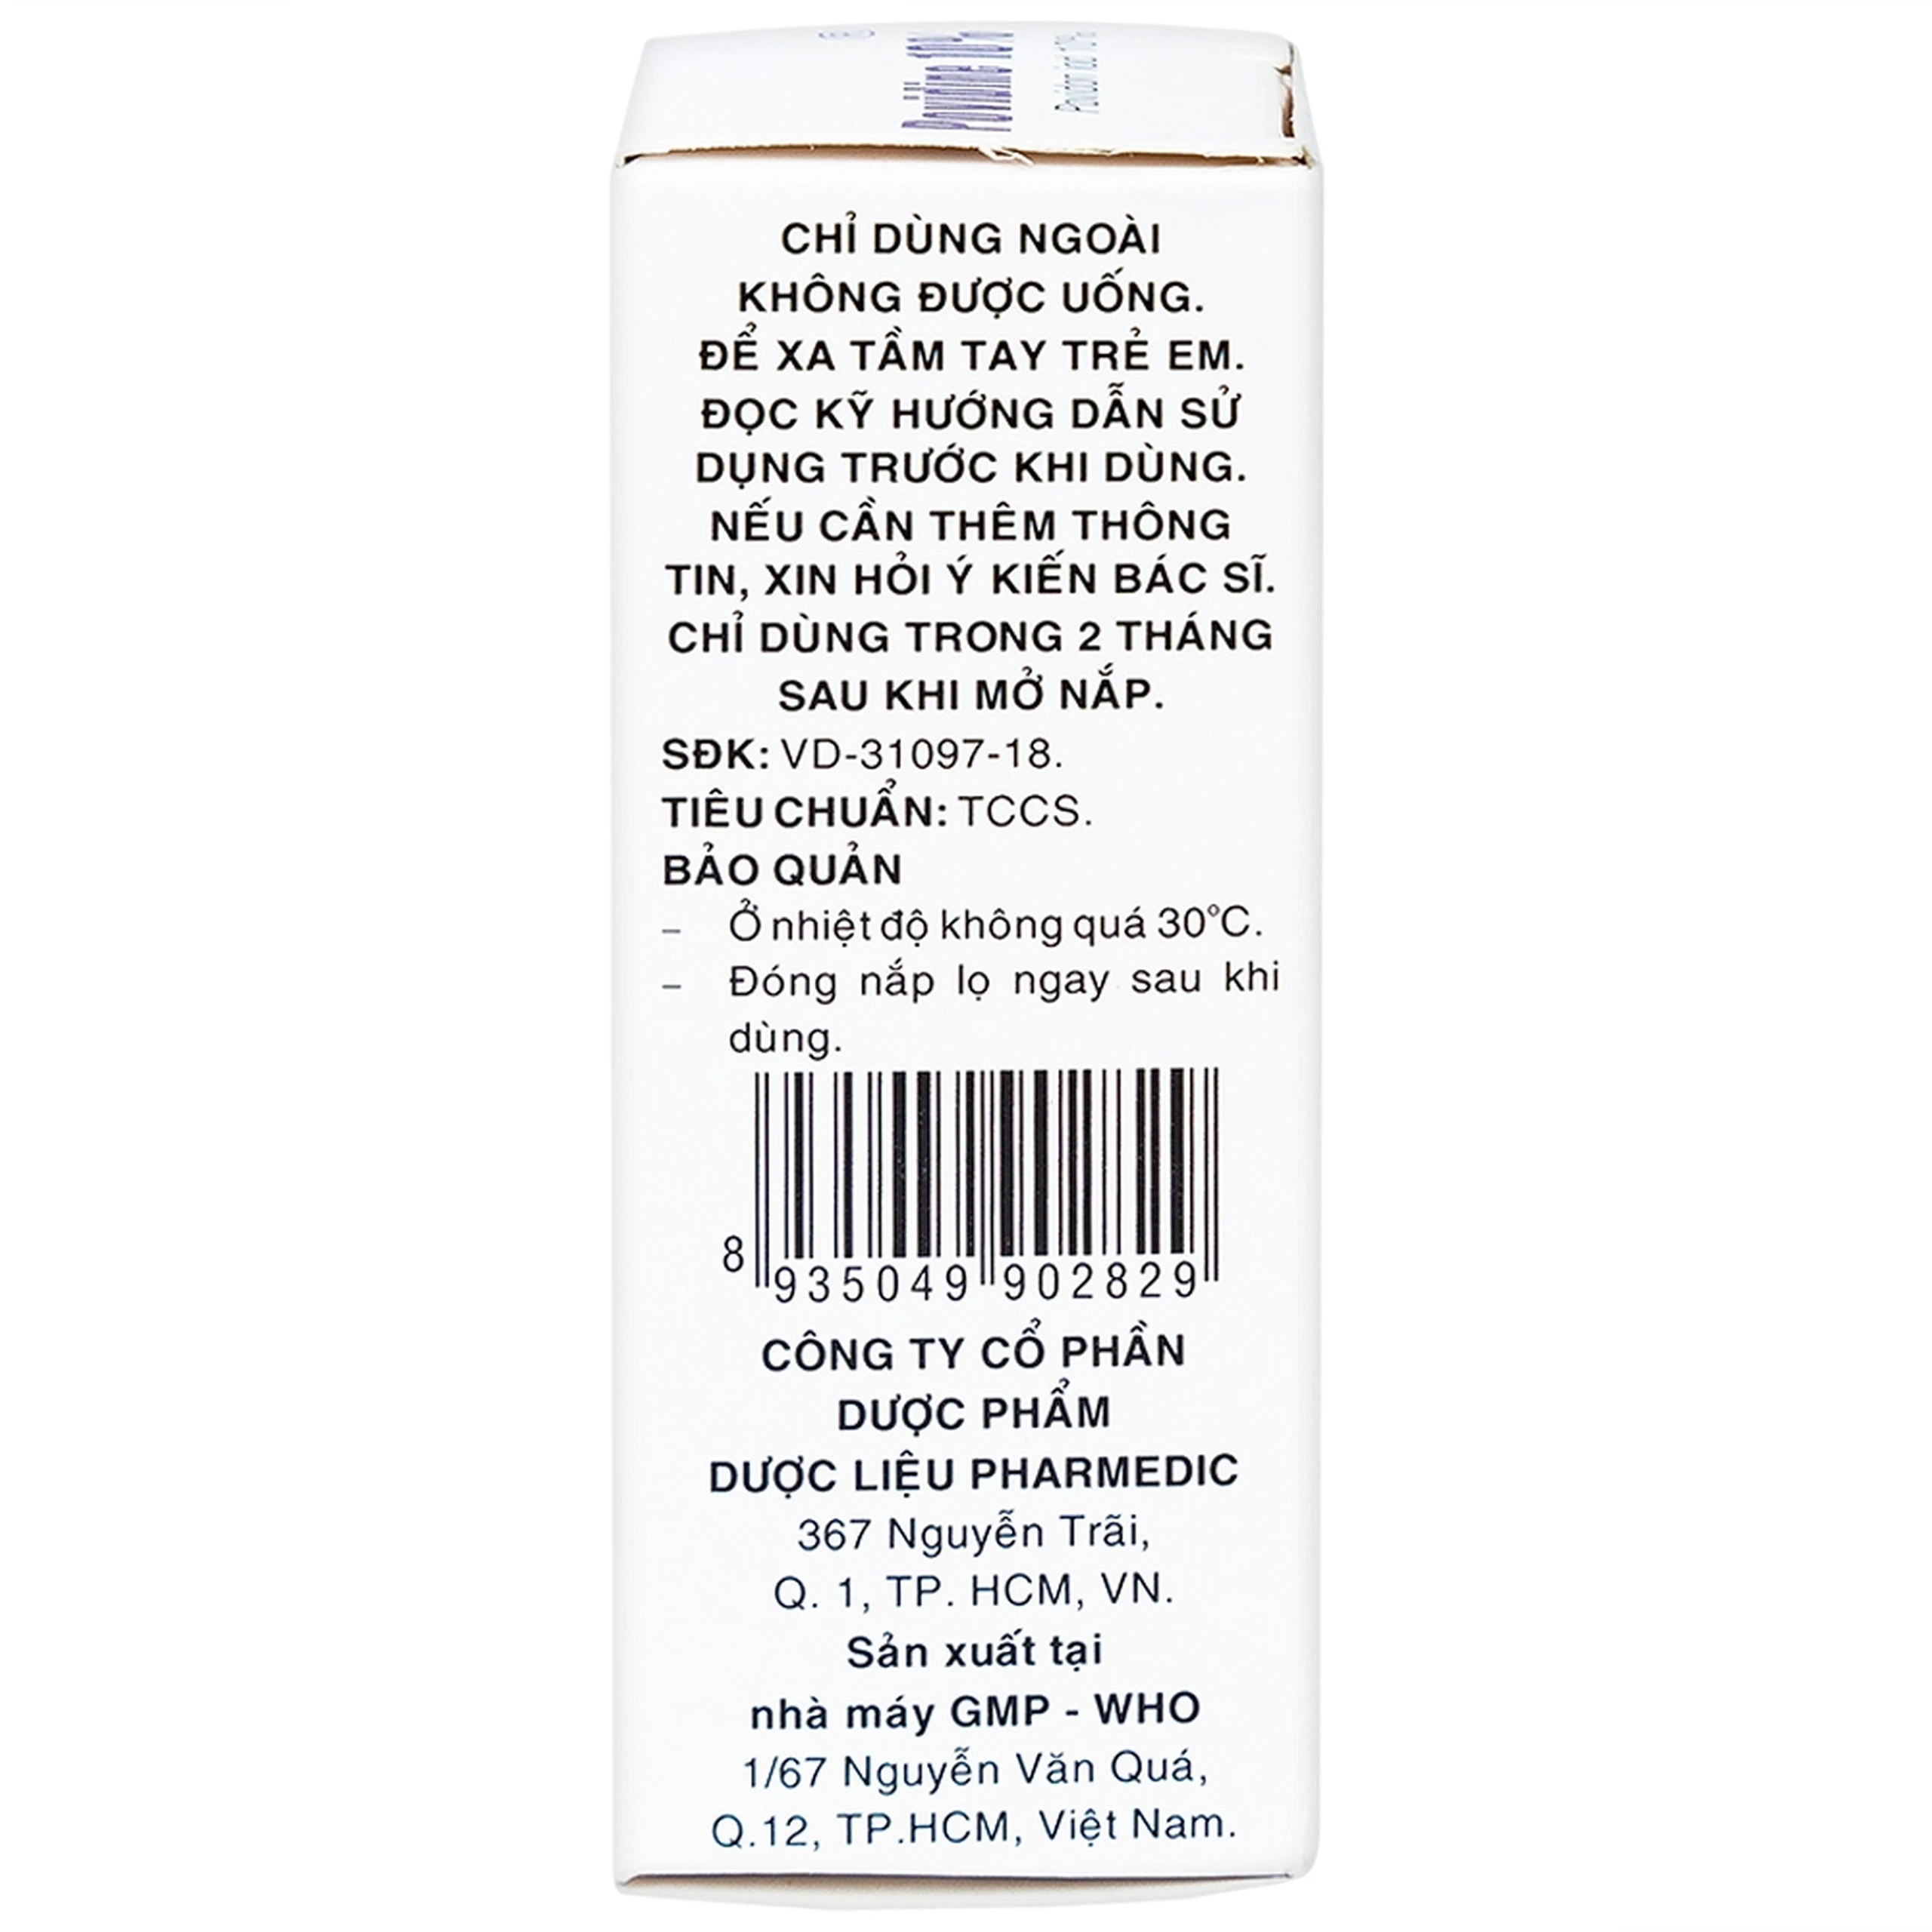 CHỈ DÙNG NGOÀI
KHÔNG ĐƯỢC UỐNG.
ĐỂ XA TẦM TAY TRẺ EM.
ĐỌC KỸ HƯỚNG DẪN SỬ
DỤNG TRƯỚC KHI DÙNG.
NẾU CẦN THÊM THÔNG
TIN, XIN HỎI Ý KIẾN BÁC SĨ.
CHỈ DÙNG TRONG 2 THÁNG
SAU KHI MỞ NẮP.
SĐK: VD-31097-18.
TIÊU CHUẨN: TCCS.
BẢO QUẢN
– Ở nhiệt độ không quá 30°C.
– Đóng nắp lọ ngay sau khi
dùng.
8 935049 902829
CÔNG TY CỔ PHẦN
DƯỢC PHẨM
DƯỢC LIỆU PHARMEDIC
367 Nguyễn Trãi,
Q. 1, TP. HCM, VN.
Sản xuất tại
nhà máy GMP - WHO
1/67 Nguyễn Văn Quá,
Q.12, TP.HCM, Việt Nam.